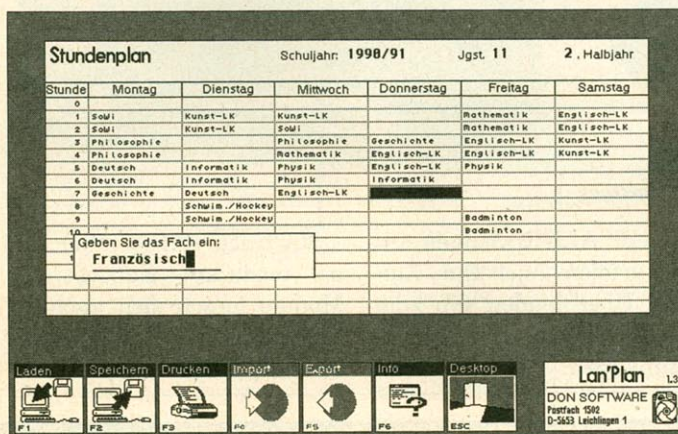 Stundenplan Schuljahr: 1990/91 Jgst. 11 2. Halbjahr
Stunde Montag Dienstag Mittwoch Donnerstag Freitag Samstag
0
1 SoWi Kunst-LK Kunst-LK Mathematik Englisch-LK
2 SoWi Kunst-LK SoWi Mathematik Englisch-LK
3 Philosophie Philosophie Geschichte Englisch-LK Kunst-LK
4 Philosophie Mathematik Englisch-LK Englisch-LK Kunst-LK
5 Deutsch Informatik Physik Englisch-LK Physik
6 Deutsch Informatik Physik Informatik
7 Geschichte Deutsch Englisch-LK
8 Schwim./Hockey
9 Schwim./Hockey Badminton
10 Badminton
Geben Sie das Fach ein:
Französisch
Laden Speichern Drucken Import Export Info Desktop
F1 F2 F3 F4 F5 F6 ESC
Lan'Plan 1.3
DON SOFTWARE
Postfach 1502
D-5653 Leichlingen 1